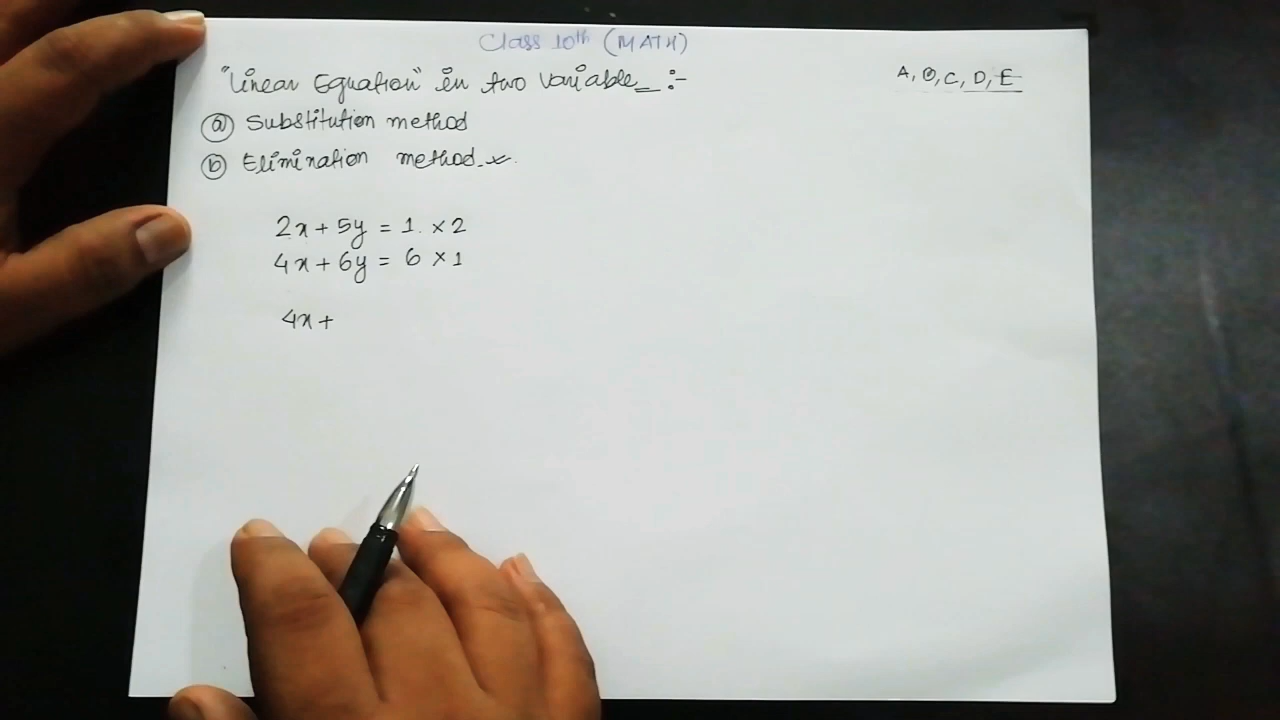 Class 10th (MATH)
"Linear Equation" in two variable :-
A, B, C, D, E
(a) Substitution method
(b) Elimination method
2x + 5y = 1 × 2
4x + 6y = 6 × 1
4x +